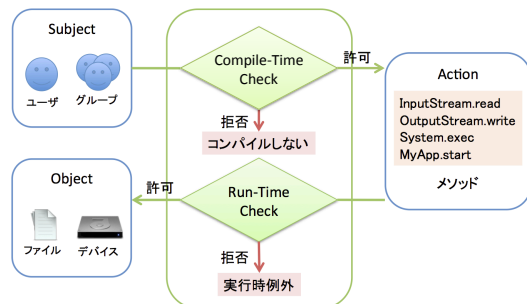 Subject
ユーザ
グループ
Compile-Time
Check
許可
拒否
コンパイルしない
Action
InputStream.read
OutputStream.write
System.exec
MyApp.start
メソッド
Object
ファイル
デバイス
許可
Run-Time
Check
拒否
実行時例外